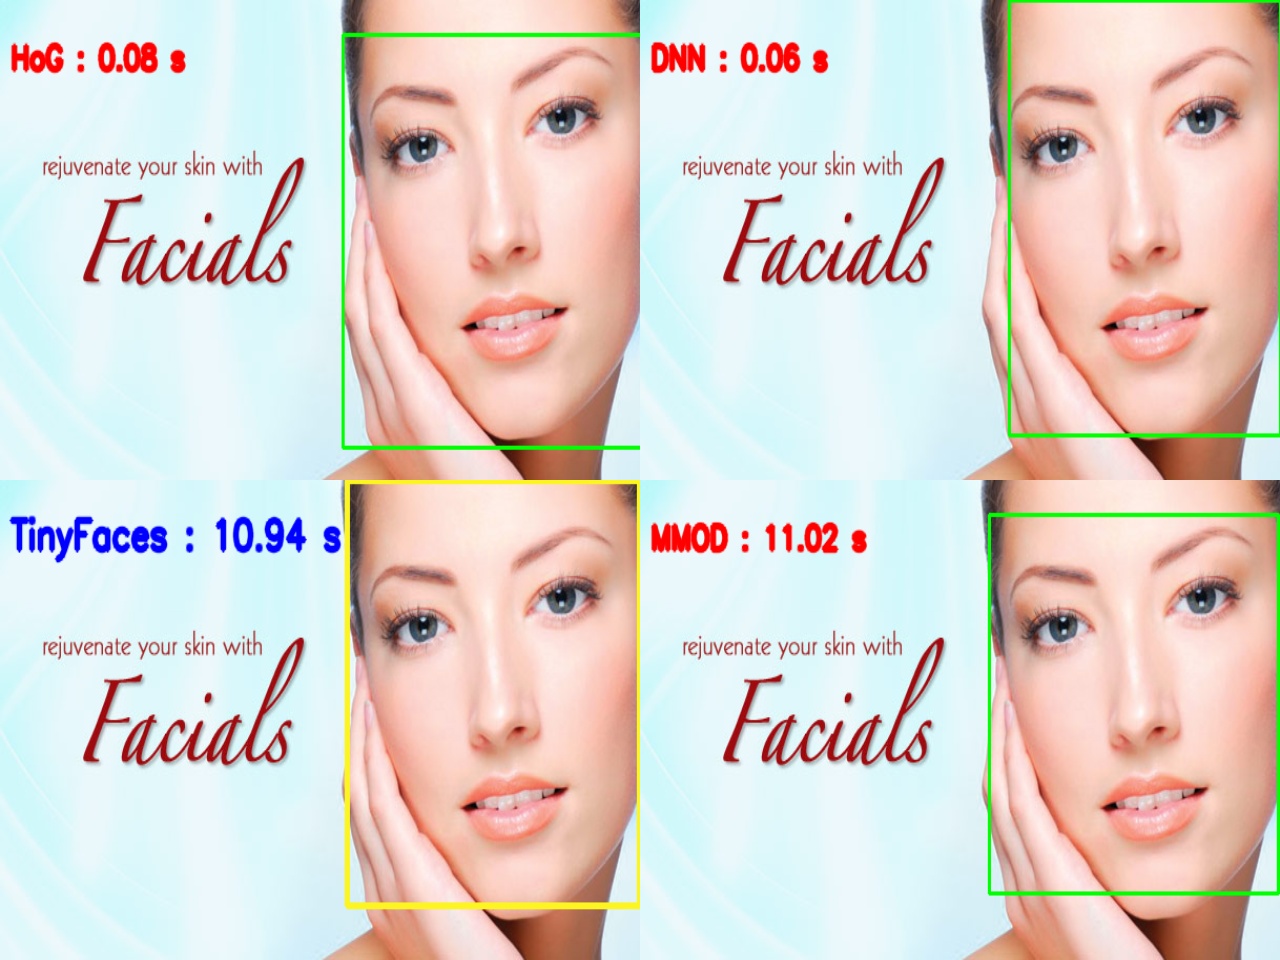 HoG : 0.08 s
rejuvenate your skin with
Facials
DNN : 0.06 s
rejuvenate your skin with
Facials
TinyFaces : 10.94 s
rejuvenate your skin with
Facials
MMOD : 11.02 s
rejuvenate your skin with
Facials